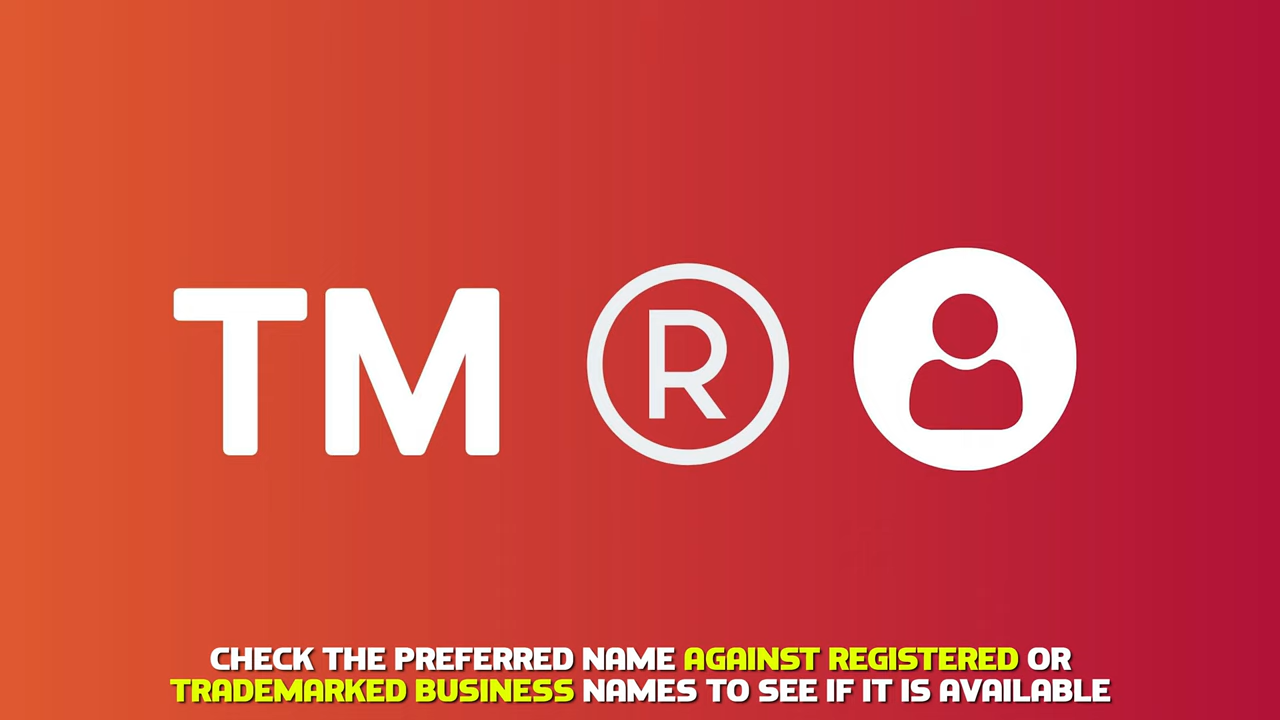 TM ®
CHECK THE PREFERRED NAME AGAINST REGISTERED OR
TRADEMARKED BUSINESS NAMES TO SEE IF IT IS AVAILABLE